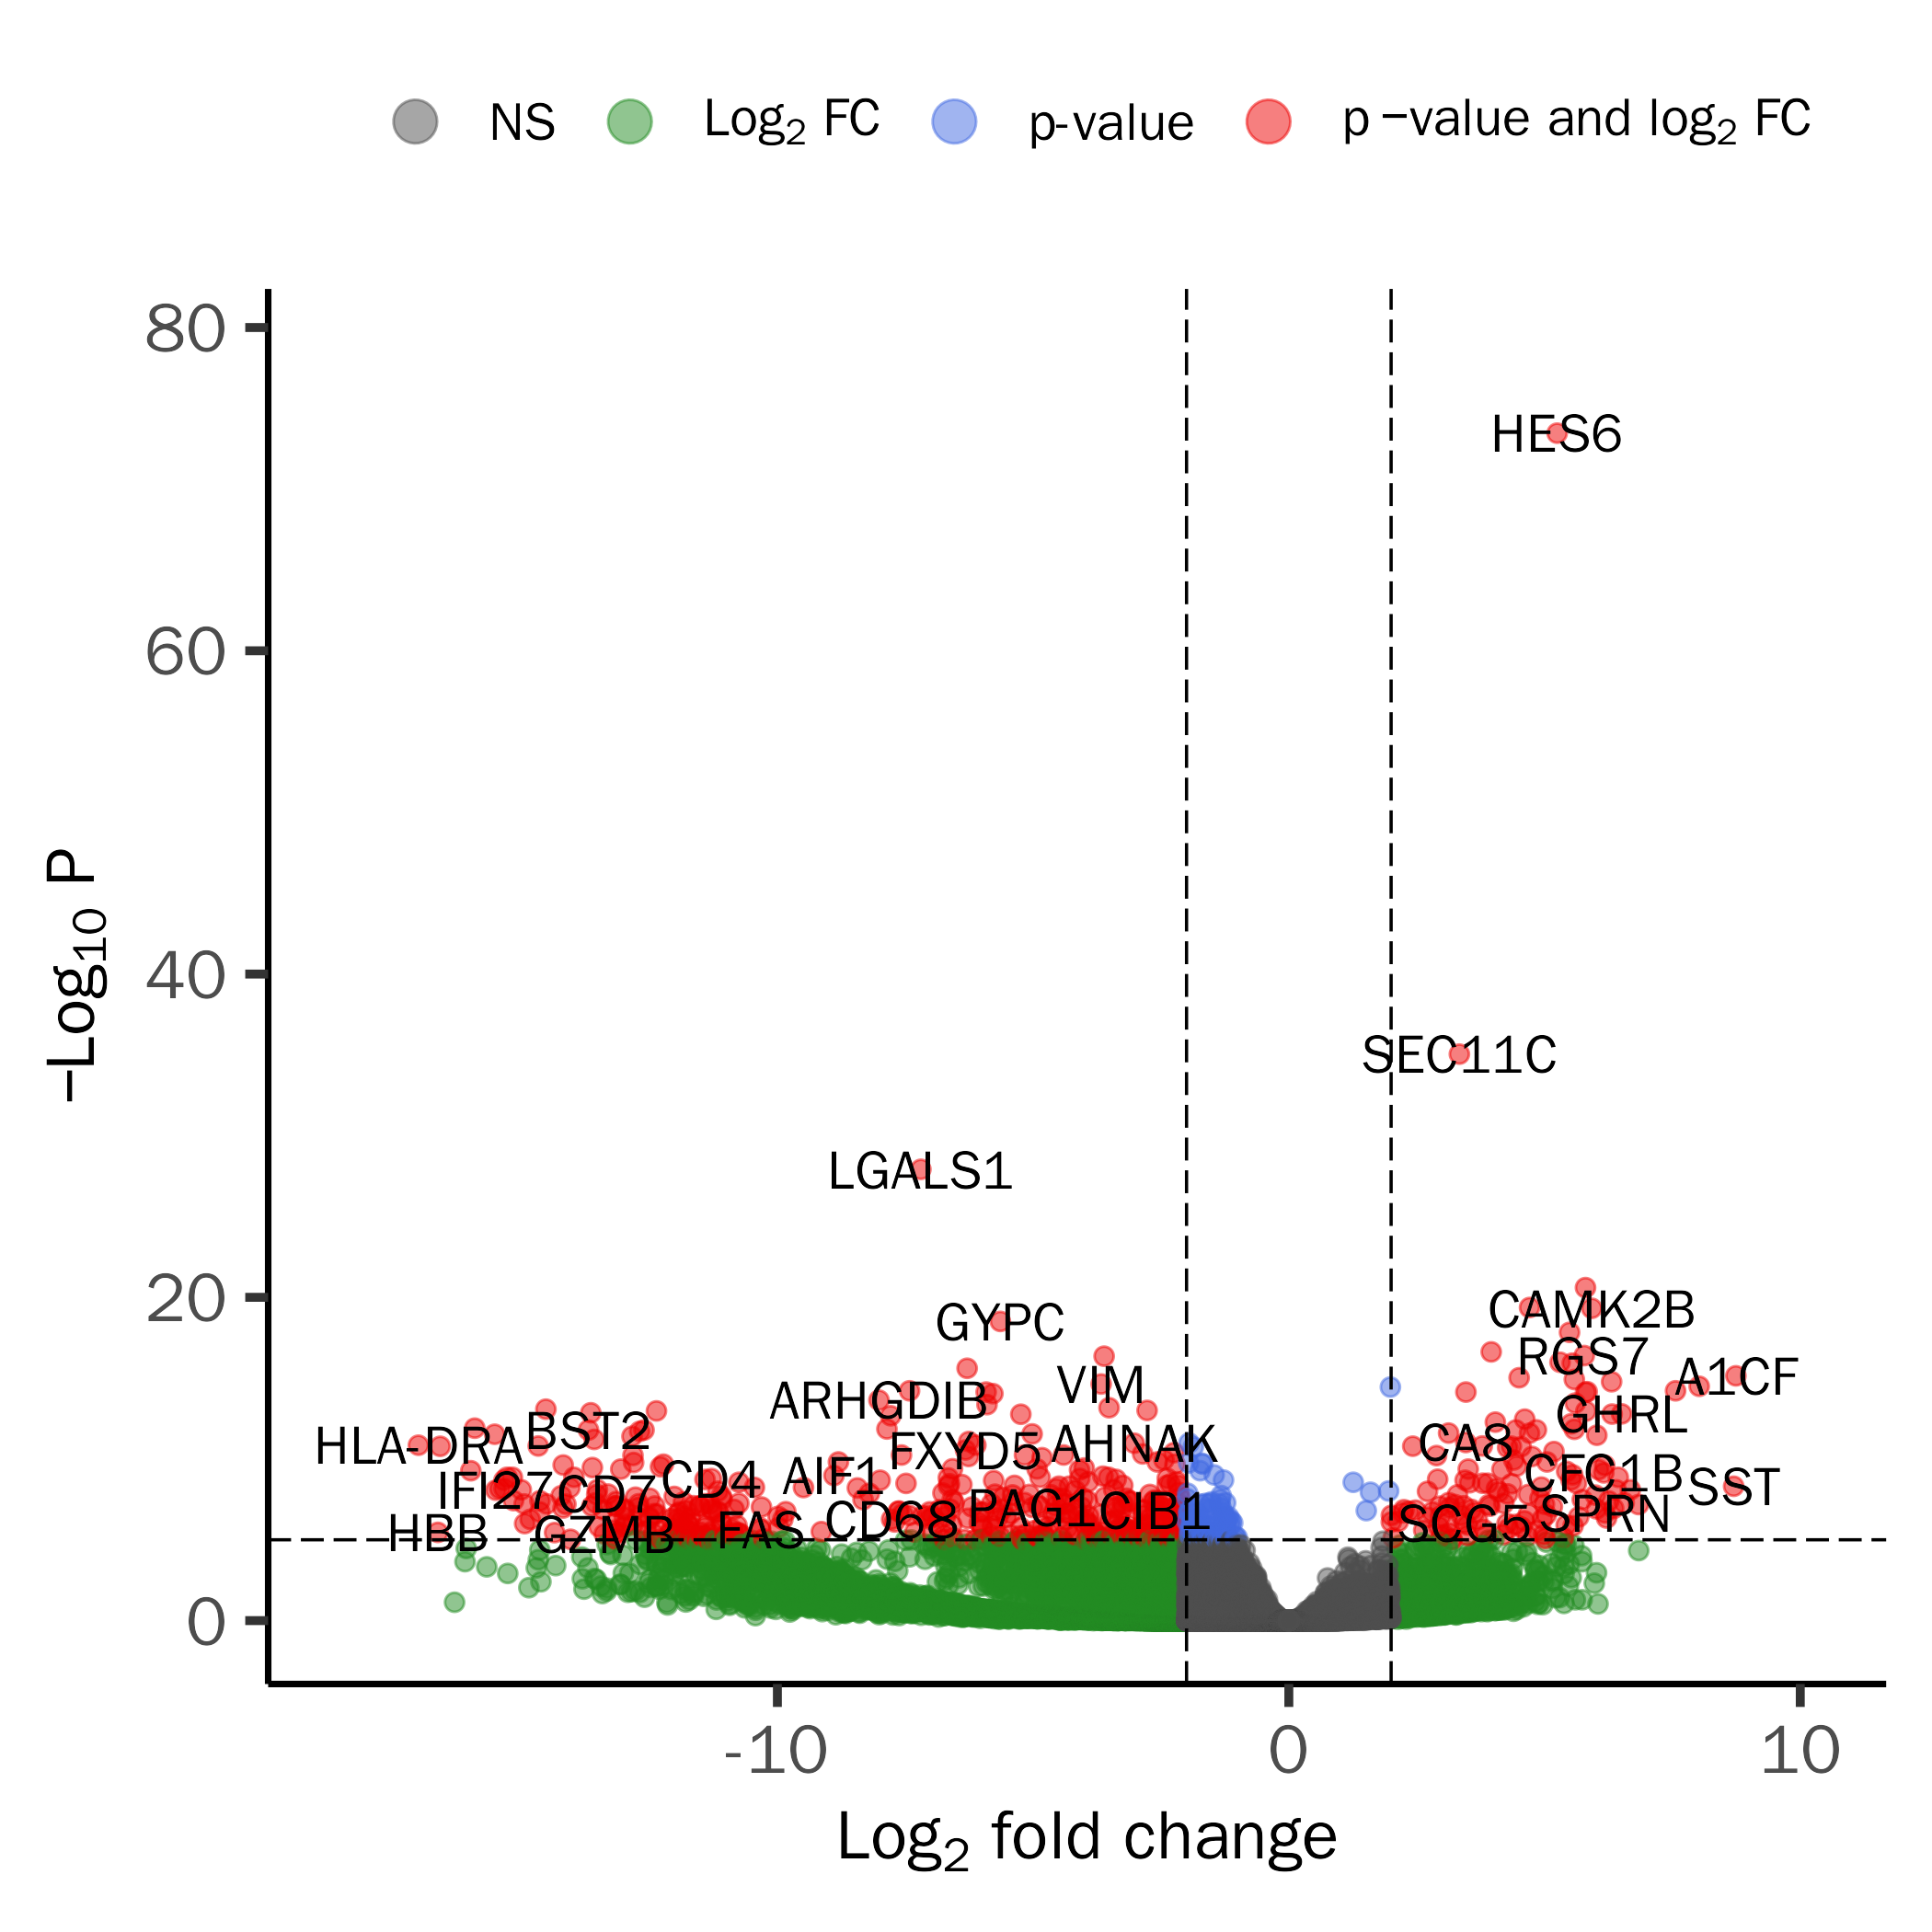 NS Log2 FC p-value p −value and log2 FC
80
HES6
60
−Log10 P
40
SEC11C
LGALS1
20
GYPC CAMK2B
RGS7
ARHGDIB VIM A1CF
GHRL
HLA-DRA BST2 FXYD5 AHNAK CA8
IFI27 CD7 CD4 AIF1 CFC1B SST
PAG1 CIB1 SPRN
HBB GZMB FAS CD68 SCG5
0
-10 0 10
Log2 fold change